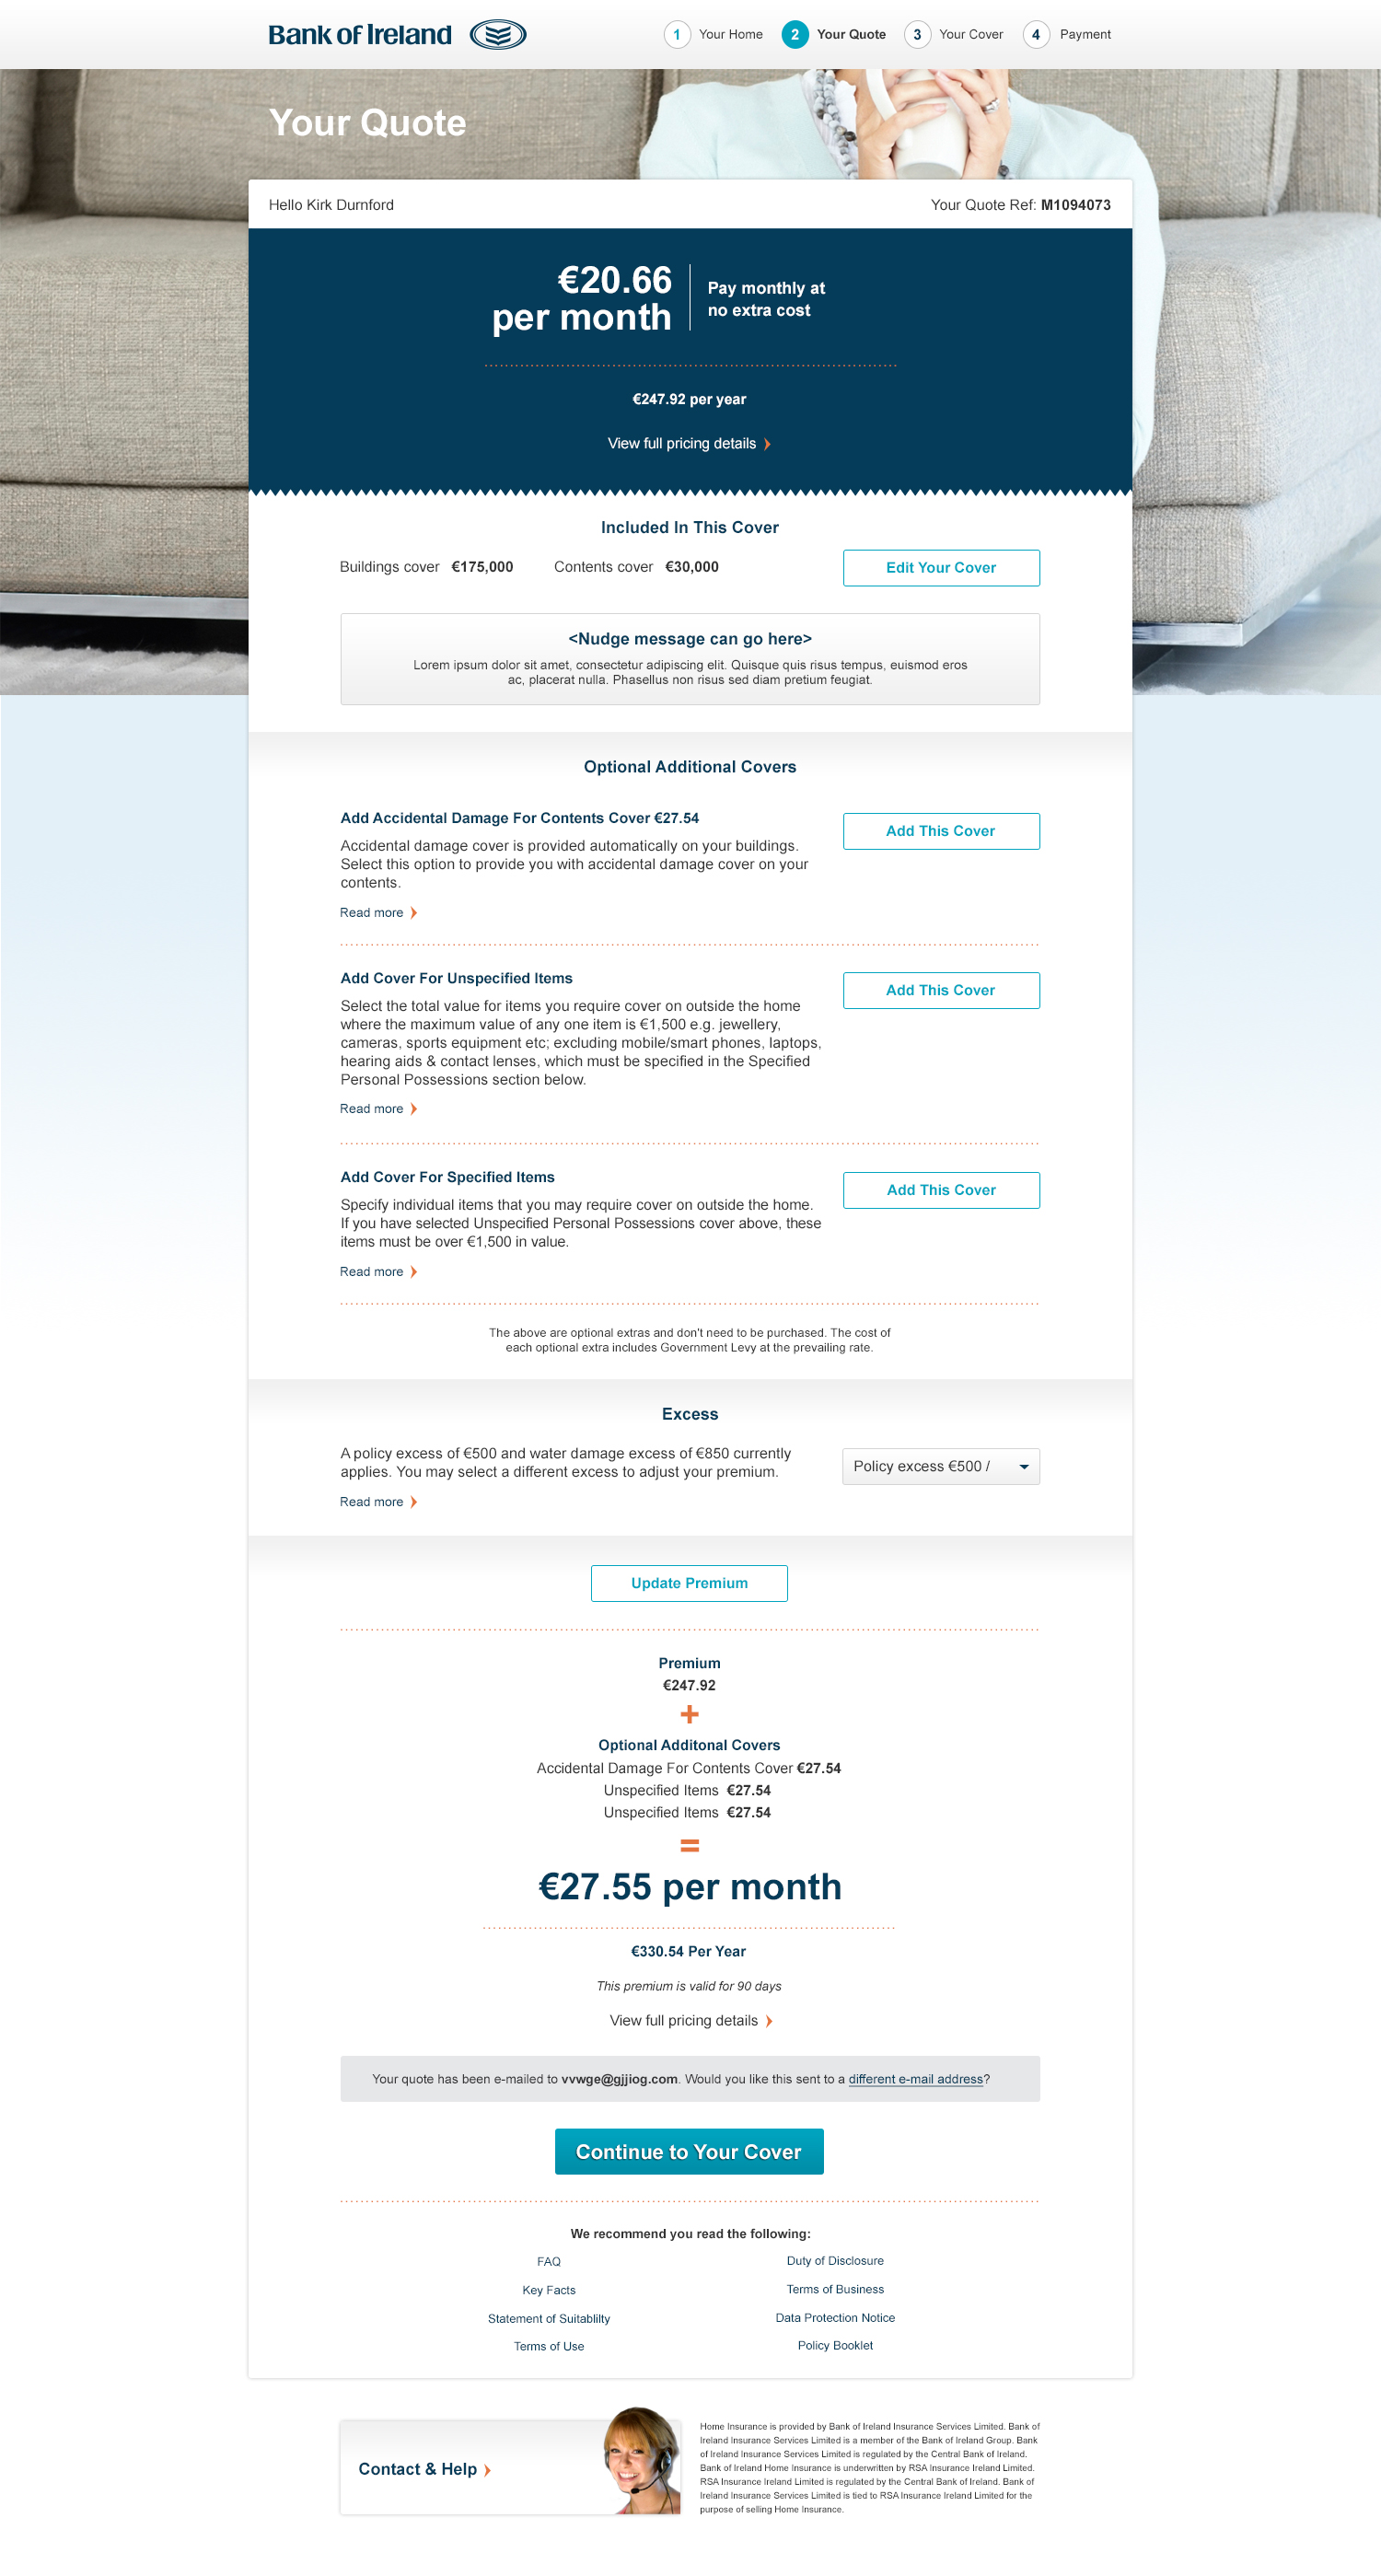 Bank of Ireland
1 Your Home 2 Your Quote 3 Your Cover 4 Payment
Your Quote
Hello Kirk Durnford
Your Quote Ref: M1094073
€20.66
per month
Pay monthly at
no extra cost
€247.92 per year
View full pricing details
Included In This Cover
Buildings cover €175,000 Contents cover €30,000
Edit Your Cover
<Nudge message can go here>
Lorem ipsum dolor sit amet, consectetur adipiscing elit. Quisque quis risus tempus, euismod eros
ac, placerat nulla. Phasellus non risus sed diam pretium feugiat.
Optional Additional Covers
Add Accidental Damage For Contents Cover €27.54
Add This Cover
Accidental damage cover is provided automatically on your buildings.
Select this option to provide you with accidental damage cover on your
contents.
Read more
Add Cover For Unspecified Items
Add This Cover
Select the total value for items you require cover on outside the home
where the maximum value of any one item is €1,500 e.g. jewellery,
cameras, sports equipment etc; excluding mobile/smart phones, laptops,
hearing aids & contact lenses, which must be specified in the Specified
Personal Possessions section below.
Read more
Add Cover For Specified Items
Add This Cover
Specify individual items that you may require cover on outside the home.
If you have selected Unspecified Personal Possessions cover above, these
items must be over €1,500 in value.
Read more
The above are optional extras and don't need to be purchased. The cost of
each optional extra includes Government Levy at the prevailing rate.
Excess
A policy excess of €500 and water damage excess of €850 currently
applies. You may select a different excess to adjust your premium.
Policy excess €500 /
Read more
Update Premium
Premium
€247.92
+
Optional Additonal Covers
Accidental Damage For Contents Cover €27.54
Unspecified Items €27.54
Unspecified Items €27.54
=
€27.55 per month
€330.54 Per Year
This premium is valid for 90 days
View full pricing details
Your quote has been e-mailed to vvwge@gjjiog.com. Would you like this sent to a different e-mail address?
Continue to Your Cover
We recommend you read the following:
FAQ
Key Facts
Statement of Suitablilty
Terms of Use
Duty of Disclosure
Terms of Business
Data Protection Notice
Policy Booklet
Contact & Help
Home Insurance is provided by Bank of Ireland Insurance Services Limited. Bank of
Ireland Insurance Services Limited is a member of the Bank of Ireland Group. Bank
of Ireland Insurance Services Limited is regulated by the Central Bank of Ireland.
Bank of Ireland Home Insurance is underwritten by RSA Insurance Ireland Limited.
RSA Insurance Ireland Limited is regulated by the Central Bank of Ireland. Bank of
Ireland Insurance Services Limited is tied to RSA Insurance Ireland Limited for the
purpose of selling Home Insurance.